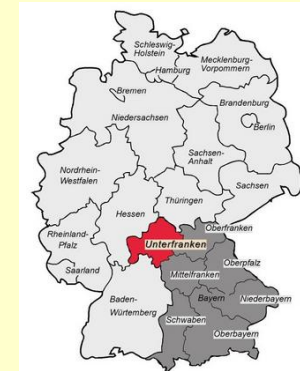 Schleswig-
Holstein
Mecklenburg-
Vorpommern
Hamburg
Bremen
Brandenburg
Niedersachsen
Berlin
Sachsen-
Anhalt
Nordrhein-
Westfalen
Sachsen
Thüringen
Hessen
Oberfranken
Rheinland-
Pfalz
Unterfranken
Oberpfalz
Mittelfranken
Saarland
Bayern
Niederbayern
Baden-
Würtemberg
Schwaben
Oberbayern